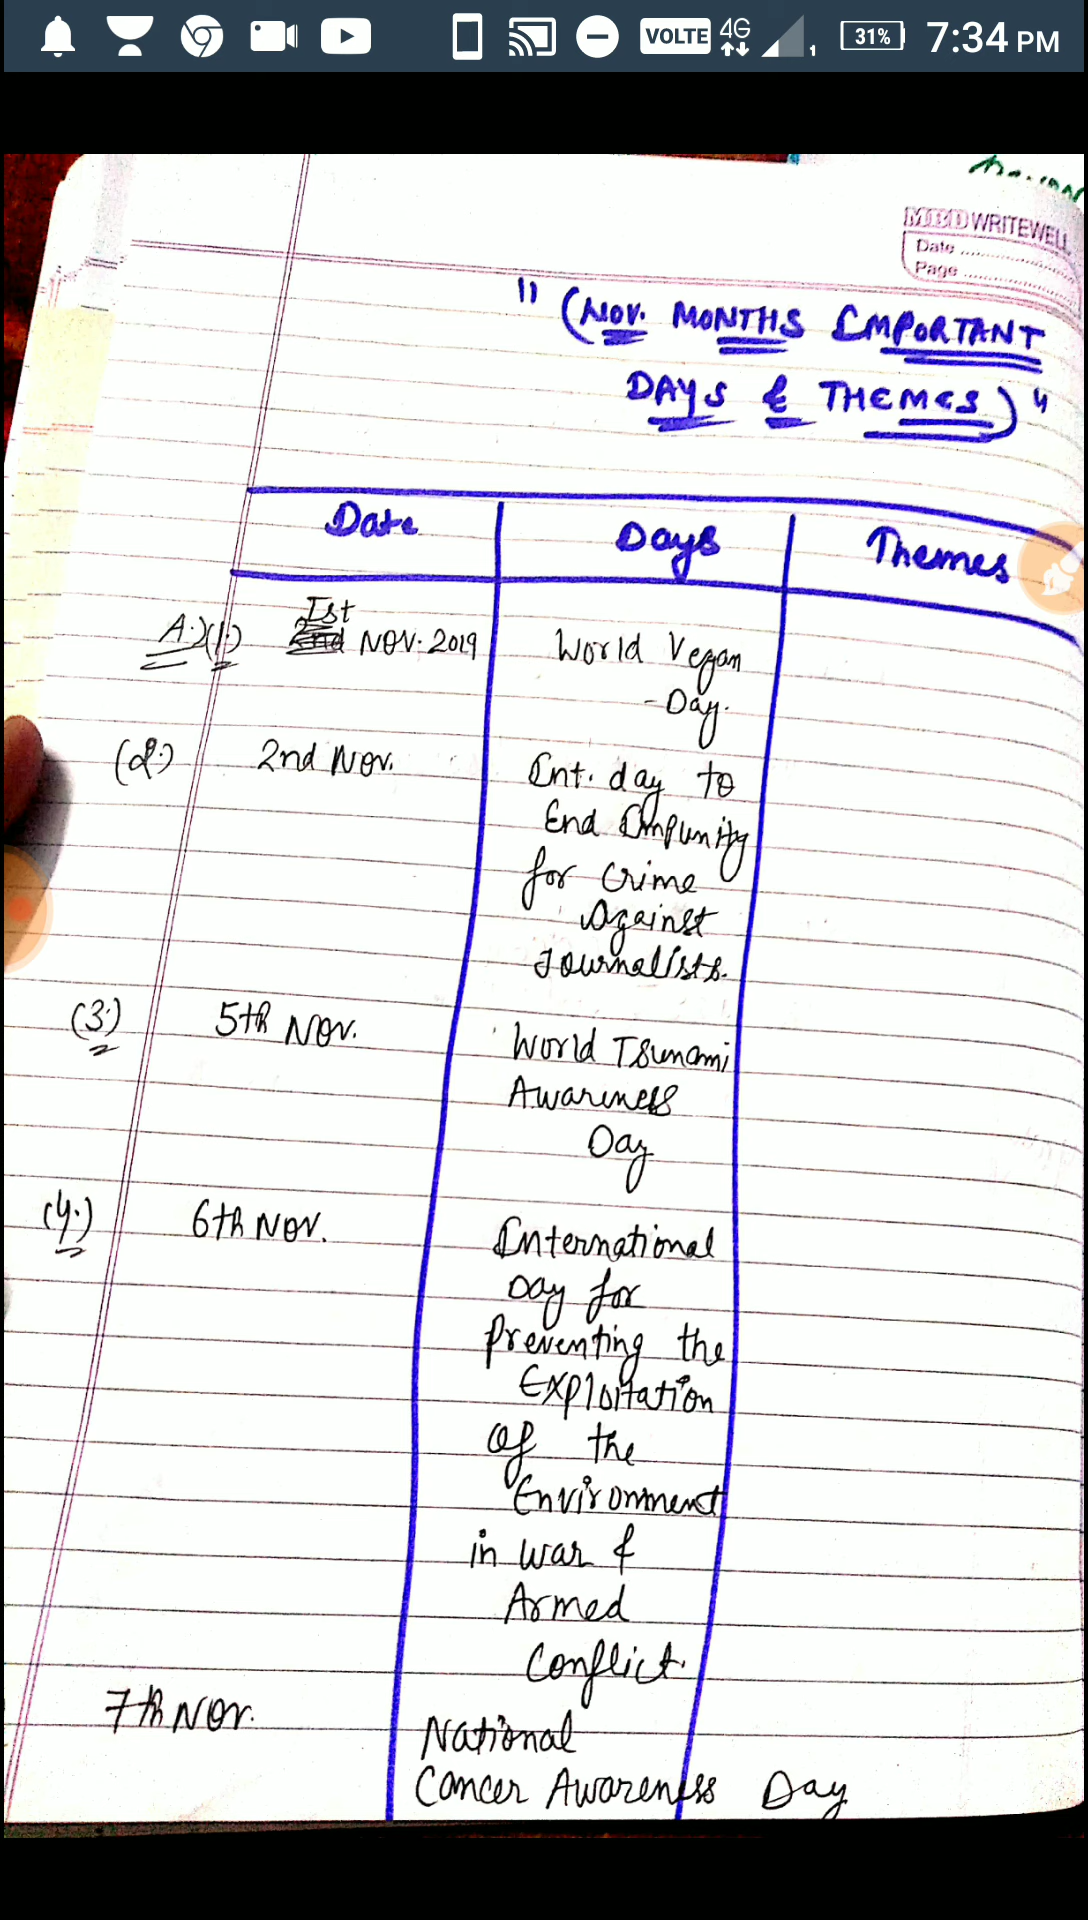 VOLTE 4G 31% 7:34 PM
MBD WRITEWELL
Date
Page
" (NOV. MONTHS IMPORTANT
DAYS & THEMES) "
Date Days Themes
A.)(1.) Ist NOV. 2019 World Vegan
- Day.
(2.) 2nd Nov. Int. day to
End Impunity
for Crime
Against
Journalists.
(3.) 5th Nov. World Tsunami
Awareness
Day
(4.) 6th Nov. International
Day for
Preventing the
Exploitation
of the
Environment
in war &
Armed
Conflict.
7th Nov. National
Cancer Awareness Day